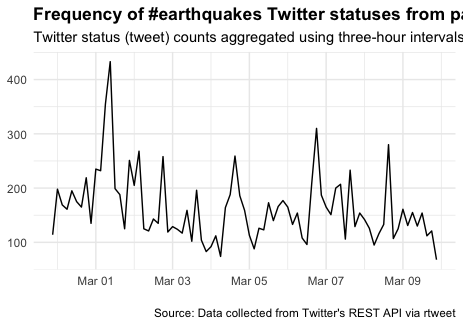 Frequency of #earthquakes Twitter statuses from pa
Twitter status (tweet) counts aggregated using three-hour intervals
400
300
200
100
Mar 01 Mar 03 Mar 05 Mar 07 Mar 09
Source: Data collected from Twitter's REST API via rtweet